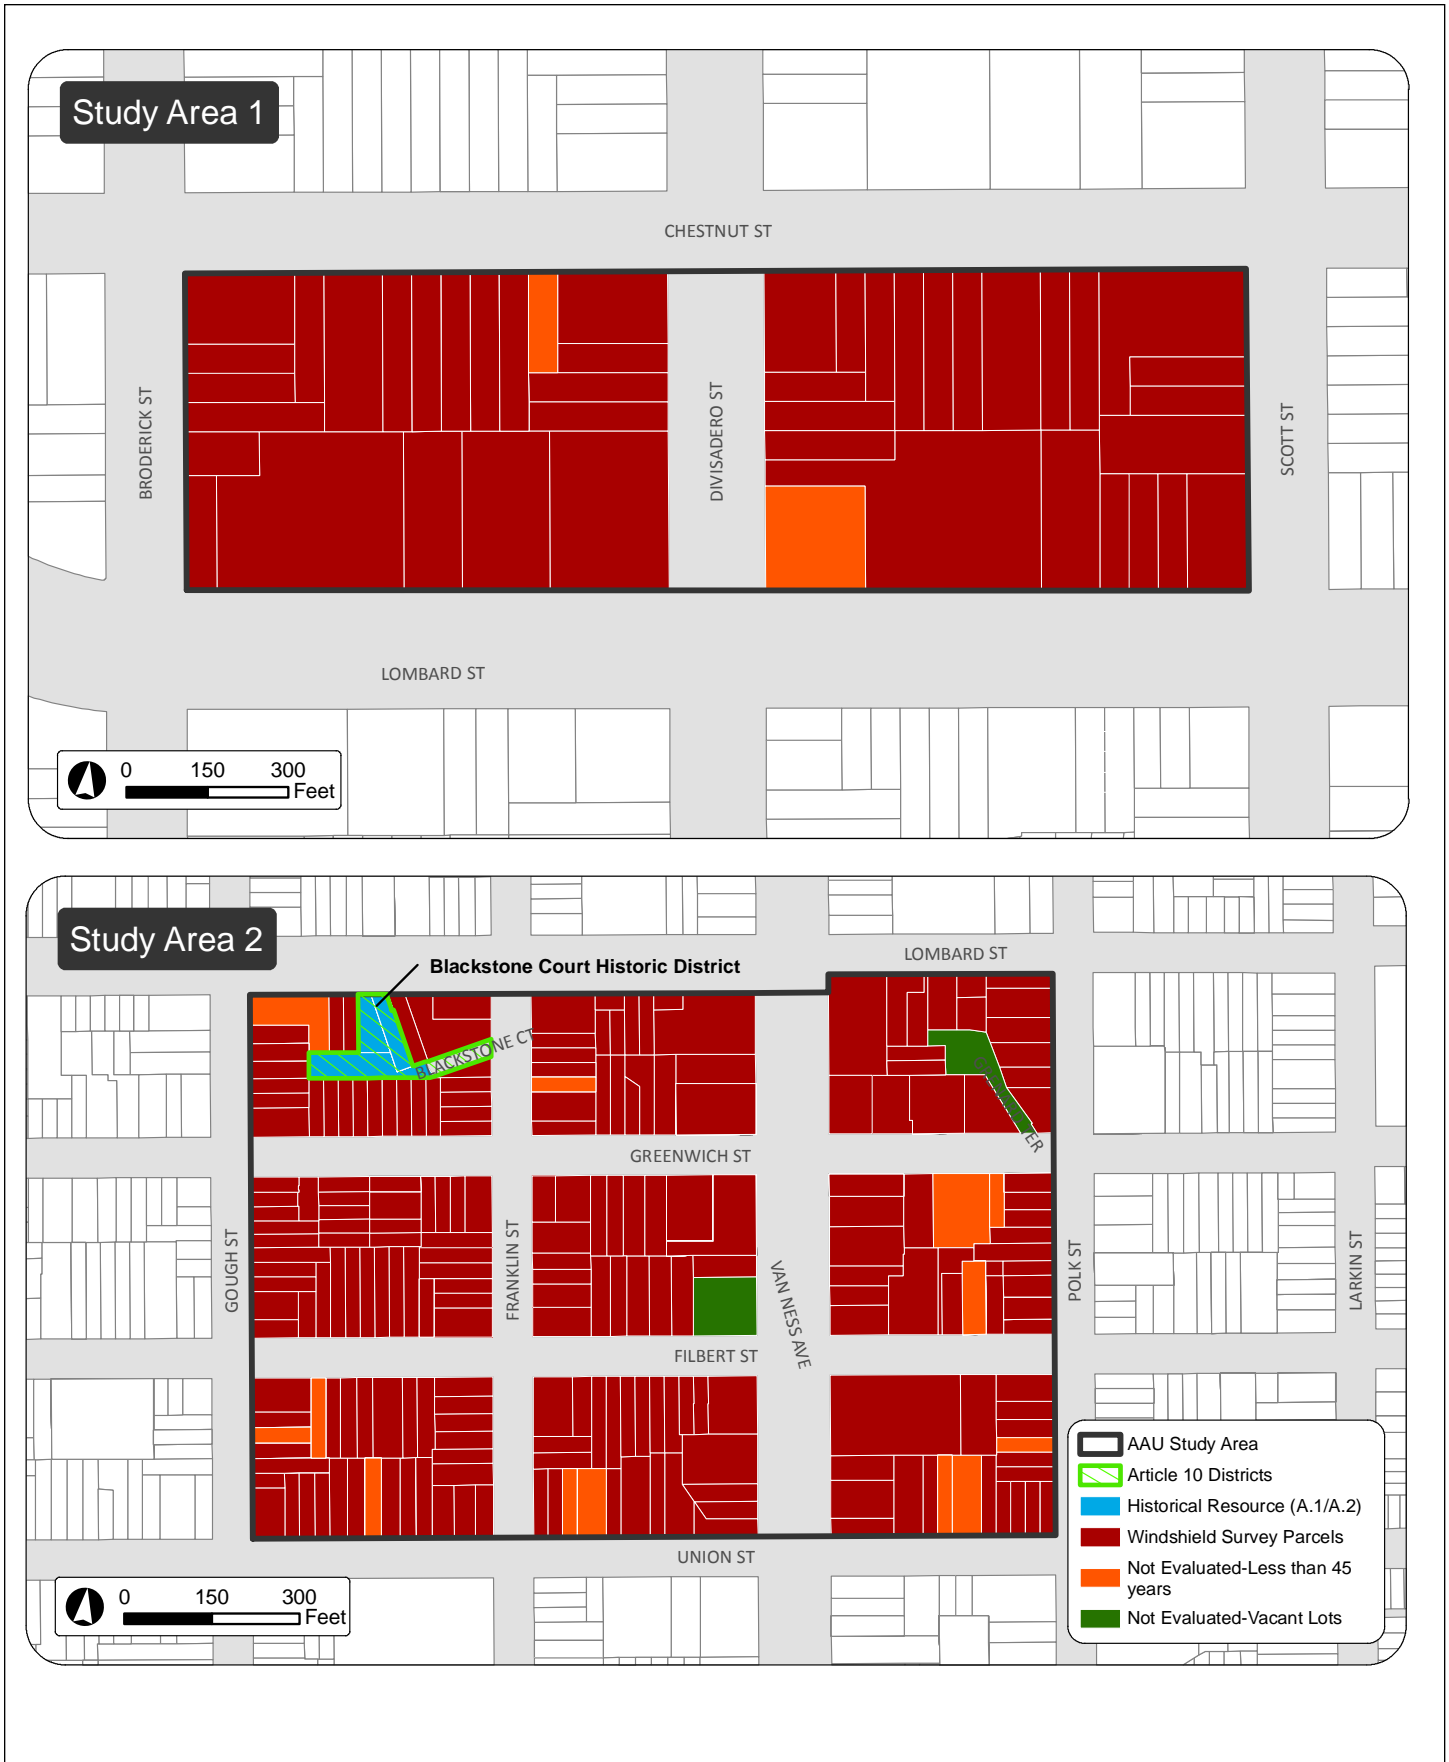 Study Area 1
CHESTNUT ST
BRODERICK ST
DIVISADERO ST
SCOTT ST
LOMBARD ST
0 150 300
Feet
Study Area 2
LOMBARD ST
Blackstone Court Historic District
BLACKSTONE CT
GREENWICH ST
GOUGH ST
FRANKLIN ST
VAN NESS AVE
POLK ST
LARKIN ST
FILBERT ST
UNION ST
AAU Study Area
Article 10 Districts
Historical Resource (A.1/A.2)
Windshield Survey Parcels
Not Evaluated-Less than 45
years
Not Evaluated-Vacant Lots
0 150 300
Feet